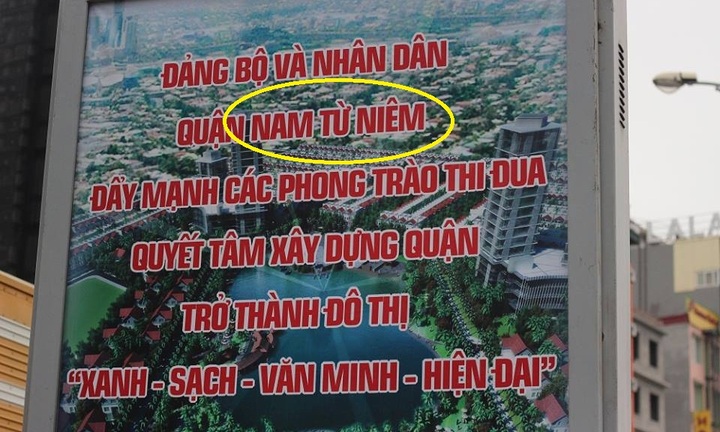 ĐẢNG BỘ VÀ NHÂN DÂN
QUẬN NAM TỪ NIÊM
ĐẨY MẠNH CÁC PHONG TRÀO THI ĐUA
QUYẾT TÂM XÂY DỰNG QUẬN
TRỞ THÀNH ĐÔ THỊ
“XANH - SẠCH - VĂN MINH - HIỆN ĐẠI”